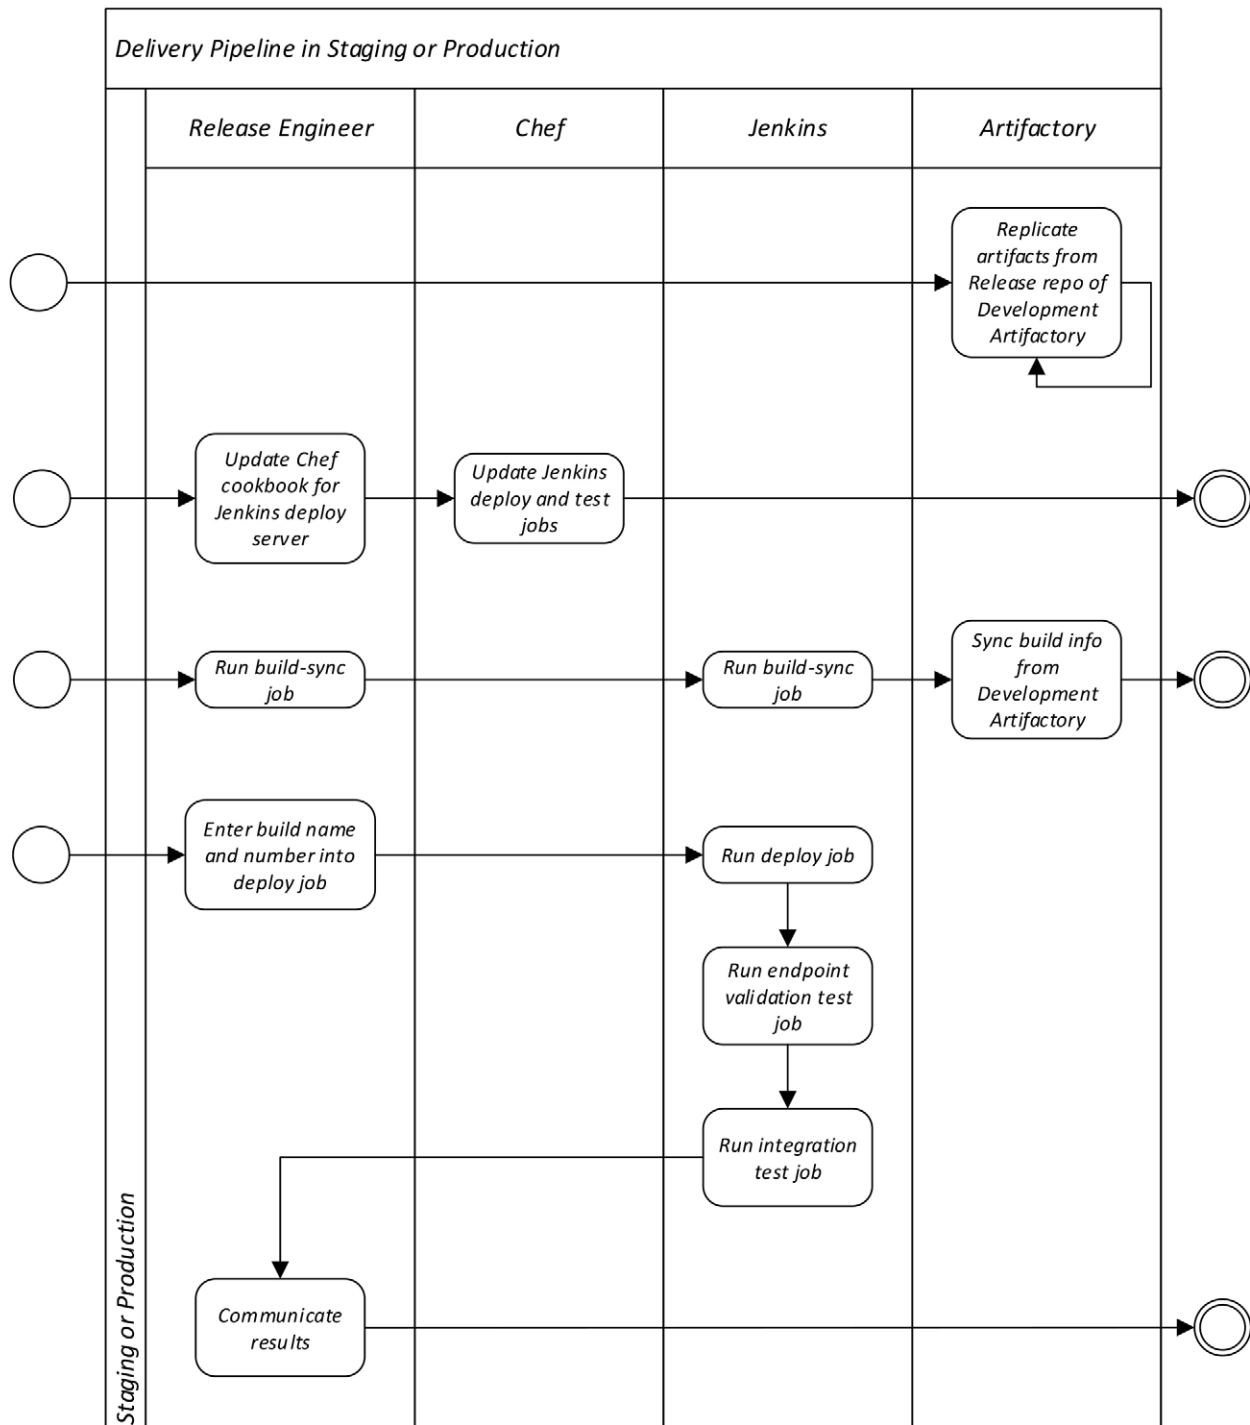 Delivery Pipeline in Staging or Production
Release Engineer
Chef
Jenkins
Artifactory
Replicate
artifacts from
Release repo of
Development
Artifactory
Update Chef
cookbook for
Jenkins deploy
server
Update Jenkins
deploy and test
jobs
Run build-sync
job
Run build-sync
job
Sync build info
from
Development
Artifactory
Enter build name
and number into
deploy job
Run deploy job
Run endpoint
validation test
job
Run integration
test job
Communicate
results
Staging or Production